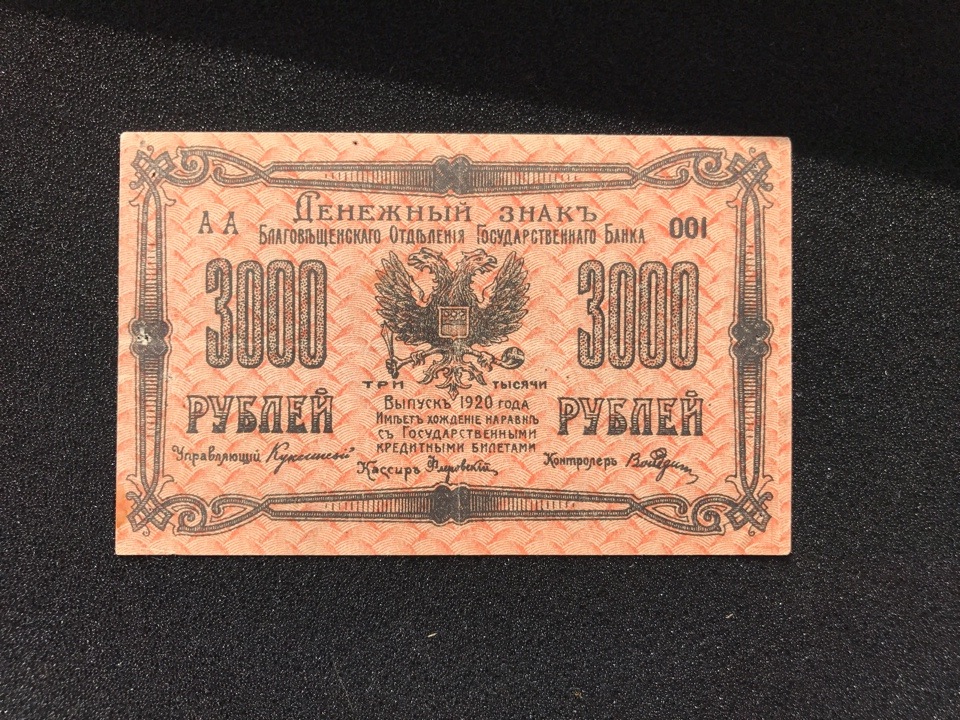 Денежный знакъ
АА Благовѣщенскаго Отдѣленія Государственнаго Банка 001
3000 3000
три тысячи
рублей рублей
Выпускъ 1920 года
Имѣетъ хожденіе наравнѣ
съ Государственными
кредитными билетами
Управляющій Кассиръ Контролеръ